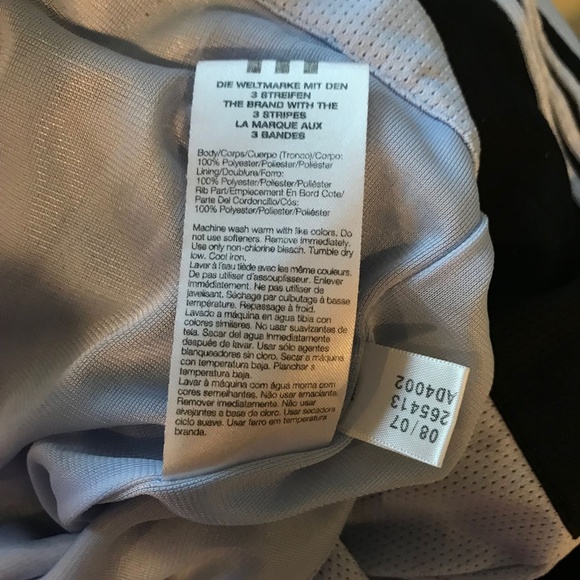 DIE WELTMARKE MIT DEN
3 STREIFEN
THE BRAND WITH THE
3 STRIPES
LA MARQUE AUX
3 BANDES
Body/Corps/Cuerpo (Tronco)/Corpo:
100% Polyester/Poliester/Poliéster
Lining/Doublure/Forro:
100% Polyester/Poliester/Poliéster
Rib Part/Emplecement En Bord Cote/
Parte Del Cordoncillo/Cós:
100% Polyester/Poliester/Poliéster
Machine wash warm with like colors. Do
not use softeners. Remove immediately.
Use only non-chlorine bleach. Tumble dry
low. Cool iron.
Laver à l'eau tiède avec les même couleurs.
De pas utiliser d'assouplisseur. Enlever
immédiatement. Ne pas utiliser de
javelisant. Séchage par culbutage à basse
température. Repassage à froid.
Lavado a máquina en agua tibia con
colores similares. No usar suavizantes de
tela. Secar del agua inmediatamente
después de lavar. Usar sólo agentes
blanqueadores sin cloro. Secar a máquina
con temperatura baja. Planchar a
temperatura baja.
Lavar à máquina com água morna com
cores semelhantes. Não usar amaciante.
Remover imediatamente. Não usar
alvejantes a base de cloro. Usar secadora
ciclo suave. Usar ferro em temperatura
branda.
08/07
265413
AD4002